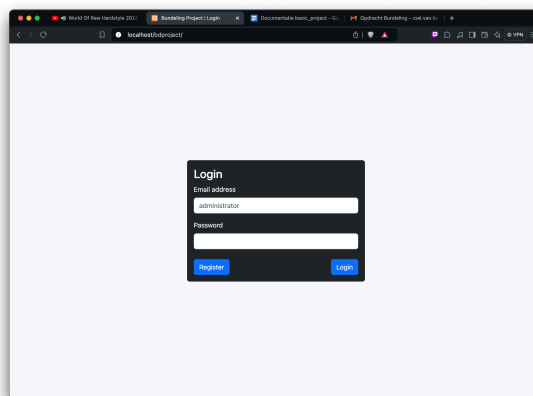 World Of Raw Hardstyle 2024
Bundeling Project | Login
Documentatie basic_project - G
Opdracht Bundeling - roel.van.
localhost/bdproject/
VPN
Login
Email address
administrator
Password
Register
Login